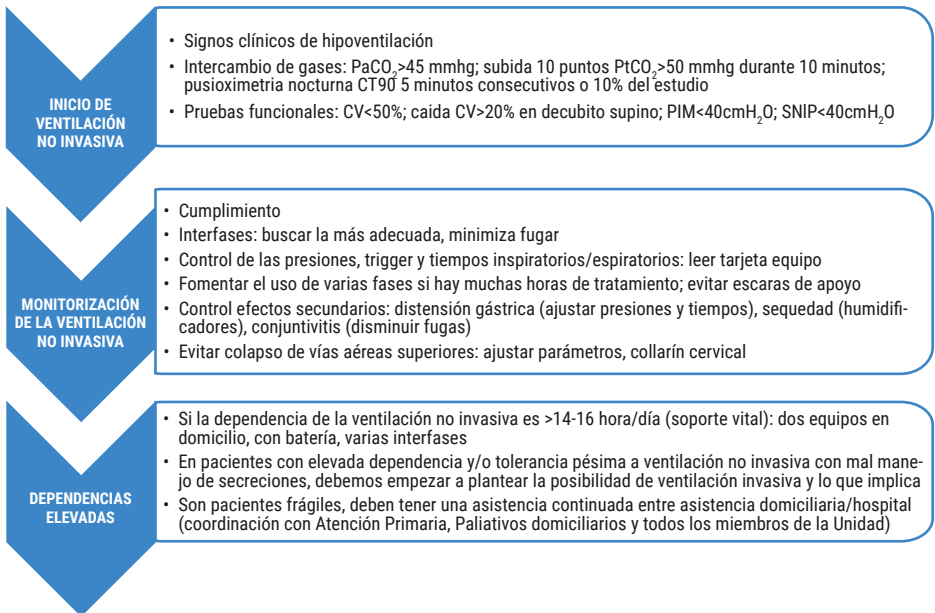 INICIO DE
VENTILACIÓN
NO INVASIVA
• Signos clínicos de hipoventilación
• Intercambio de gases: PaCO₂>45 mmhg; subida 10 puntos PtCO₂>50 mmhg durante 10 minutos;
pusioximetria nocturna CT90 5 minutos consecutivos o 10% del estudio
• Pruebas funcionales: CV<50%; caida CV>20% en decubito supino; PIM<40cmH₂O; SNIP<40cmH₂O
MONITORIZACIÓN
DE LA VENTILACIÓN
NO INVASIVA
• Cumplimiento
• Interfases: buscar la más adecuada, minimiza fugar
• Control de las presiones, trigger y tiempos inspiratorios/espiratorios: leer tarjeta equipo
• Fomentar el uso de varias fases si hay muchas horas de tratamiento; evitar escaras de apoyo
• Control efectos secundarios: distensión gástrica (ajustar presiones y tiempos), sequedad (humidifi-
cadores), conjuntivitis (disminuir fugas)
• Evitar colapso de vías aéreas superiores: ajustar parámetros, collarín cervical
DEPENDENCIAS
ELEVADAS
• Si la dependencia de la ventilación no invasiva es >14-16 hora/día (soporte vital): dos equipos en
domicilio, con batería, varias interfases
• En pacientes con elevada dependencia y/o tolerancia pésima a ventilación no invasiva con mal mane-
jo de secreciones, debemos empezar a plantear la posibilidad de ventilación invasiva y lo que implica
• Son pacientes frágiles, deben tener una asistencia continuada entre asistencia domiciliaria/hospital
(coordinación con Atención Primaria, Paliativos domiciliarios y todos los miembros de la Unidad)